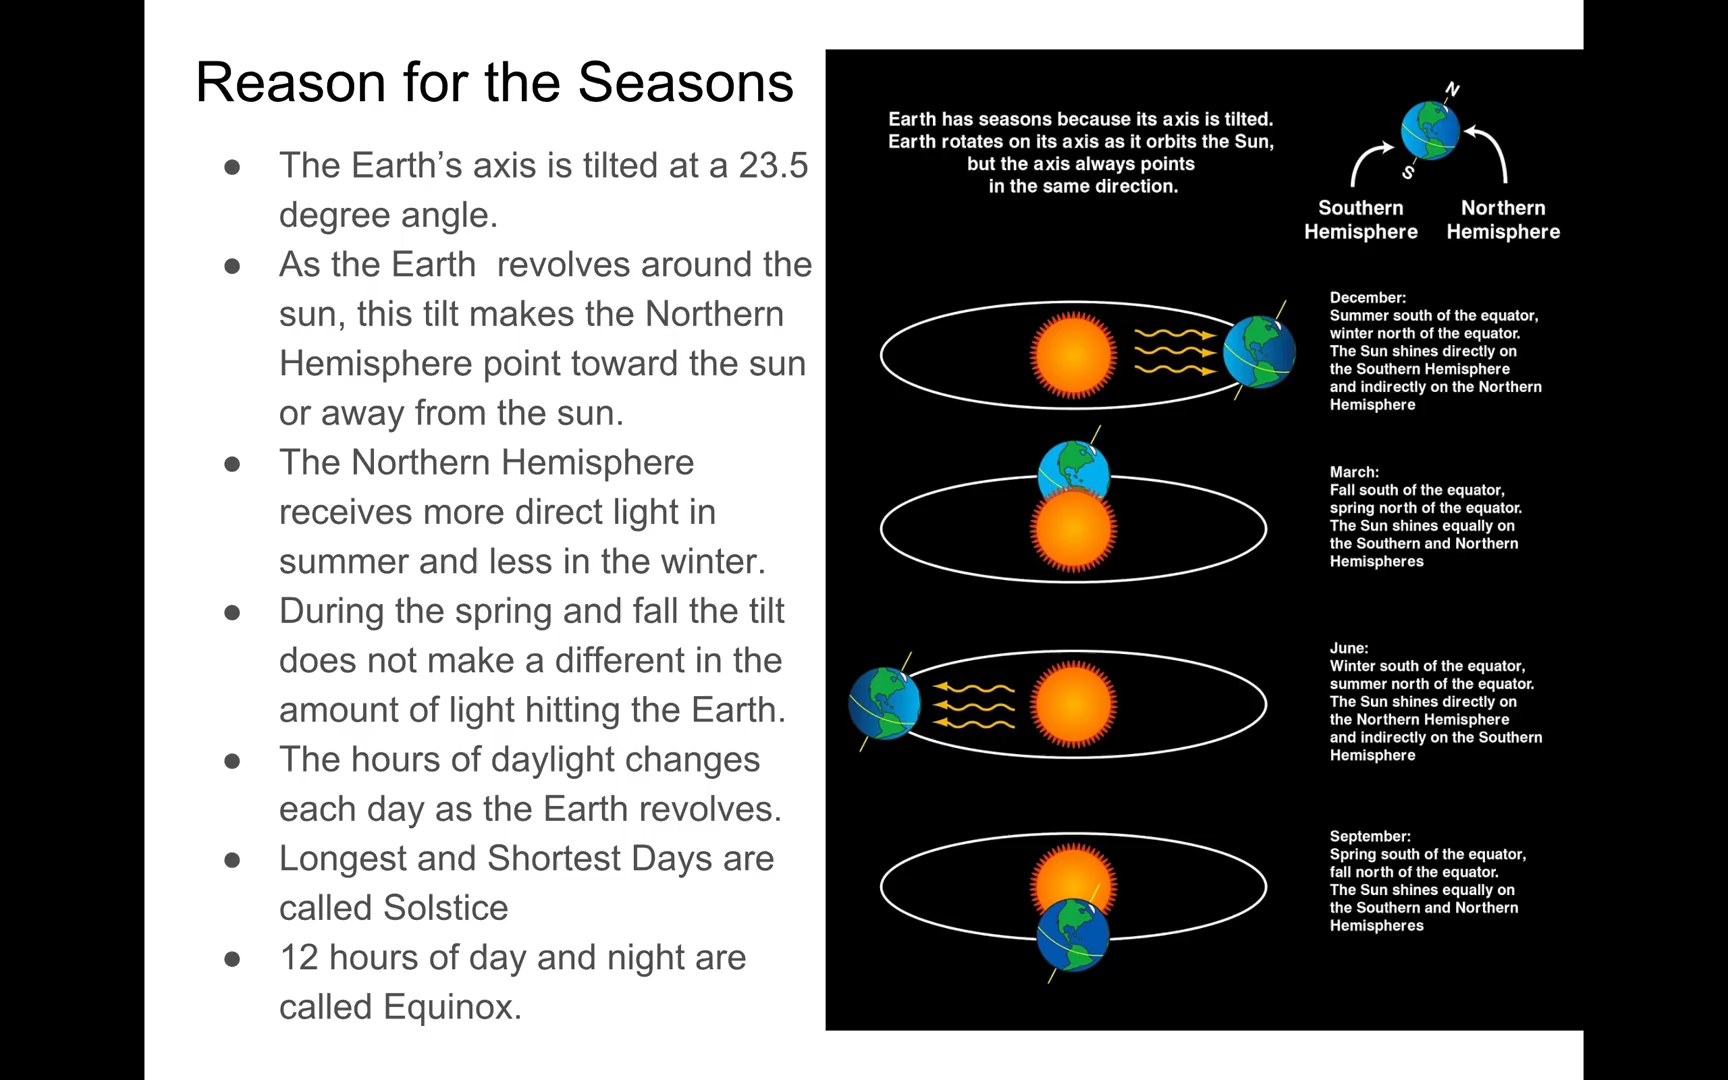 Reason for the Seasons
● The Earth’s axis is tilted at a 23.5
degree angle.
● As the Earth  revolves around the
sun, this tilt makes the Northern
Hemisphere point toward the sun
or away from the sun.
● The Northern Hemisphere
receives more direct light in
summer and less in the winter.
● During the spring and fall the tilt
does not make a different in the
amount of light hitting the Earth.
● The hours of daylight changes
each day as the Earth revolves.
● Longest and Shortest Days are
called Solstice
● 12 hours of day and night are
called Equinox.
Earth has seasons because its axis is tilted.
Earth rotates on its axis as it orbits the Sun,
but the axis always points
in the same direction.
N
S
Southern
Hemisphere
Northern
Hemisphere
December:
Summer south of the equator,
winter north of the equator.
The Sun shines directly on
the Southern Hemisphere
and indirectly on the Northern
Hemisphere
March:
Fall south of the equator,
spring north of the equator.
The Sun shines equally on
the Southern and Northern
Hemispheres
June:
Winter south of the equator,
summer north of the equator.
The Sun shines directly on
the Northern Hemisphere
and indirectly on the Southern
Hemisphere
September:
Spring south of the equator,
fall north of the equator.
The Sun shines equally on
the Southern and Northern
Hemispheres